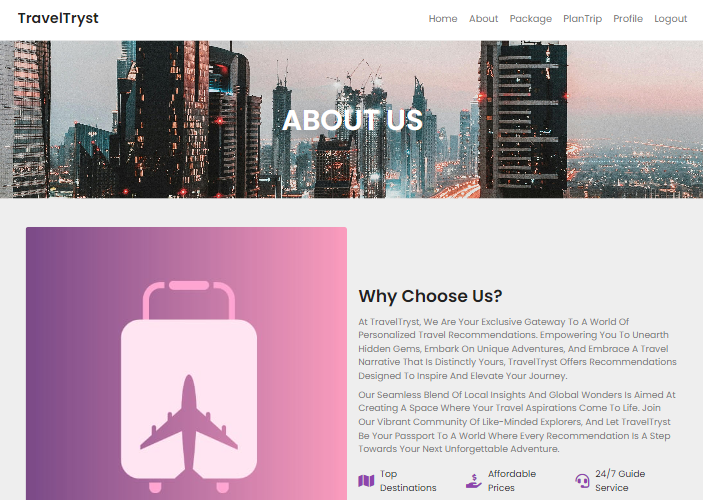 TravelTryst
Home About Package PlanTrip Profile Logout
ABOUT US
Why Choose Us?
At TravelTryst, We Are Your Exclusive Gateway To A World Of
Personalized Travel Recommendations. Empowering You To Unearth
Hidden Gems, Embark On Unique Adventures, And Embrace A Travel
Narrative That Is Distinctly Yours, TravelTryst Offers Recommendations
Designed To Inspire And Elevate Your Journey.
Our Seamless Blend Of Local Insights And Global Wonders Is Aimed At
Creating A Space Where Your Travel Aspirations Come To Life. Join
Our Vibrant Community Of Like-Minded Explorers, And Let TravelTryst
Be Your Passport To A World Where Every Recommendation Is A Step
Towards Your Next Unforgettable Adventure.
Top
Destinations
Affordable
Prices
24/7 Guide
Service